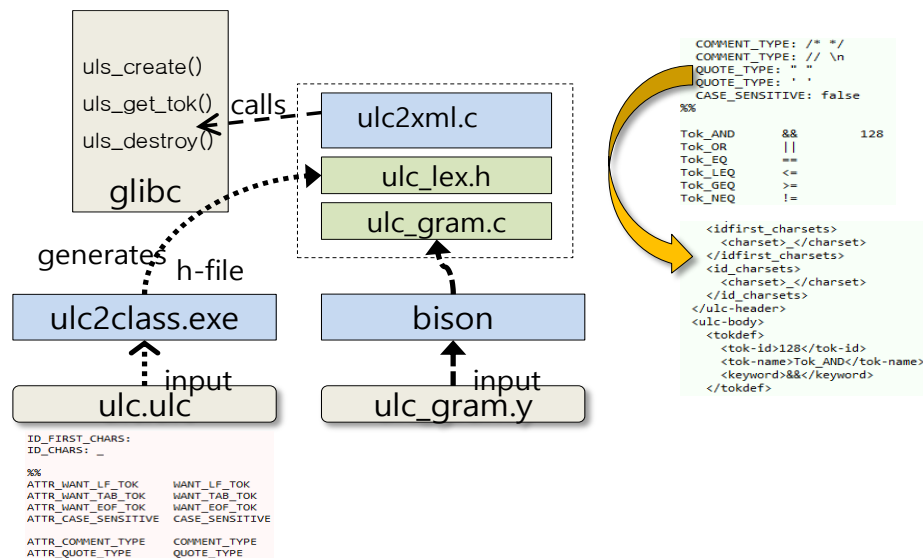 uls_create()
uls_get_tok()
uls_destroy()
glibc
calls
ulc2xml.c
ulc_lex.h
ulc_gram.c
generates
h-file
ulc2class.exe
bison
input
input
ulc.ulc
ulc_gram.y
ID_FIRST_CHARS:
ID_CHARS: _
%%
ATTR_WANT_LF_TOK WANT_LF_TOK
ATTR_WANT_TAB_TOK WANT_TAB_TOK
ATTR_WANT_EOF_TOK WANT_EOF_TOK
ATTR_CASE_SENSITIVE CASE_SENSITIVE
ATTR_COMMENT_TYPE COMMENT_TYPE
ATTR_QUOTE_TYPE QUOTE_TYPE
COMMENT_TYPE: /* */
COMMENT_TYPE: // \n
QUOTE_TYPE: " "
QUOTE_TYPE: ' '
CASE_SENSITIVE: false
%%
Tok_AND && 128
Tok_OR ||
Tok_EQ ==
Tok_LEQ <=
Tok_GEQ >=
Tok_NEQ !=
<idfirst_charsets>
<charset>_</charset>
</idfirst_charsets>
<id_charsets>
<charset>_</charset>
</id_charsets>
</ulc-header>
<ulc-body>
<tokdef>
<tok-id>128</tok-id>
<tok-name>Tok_AND</tok-name>
<keyword>&&</keyword>
</tokdef>